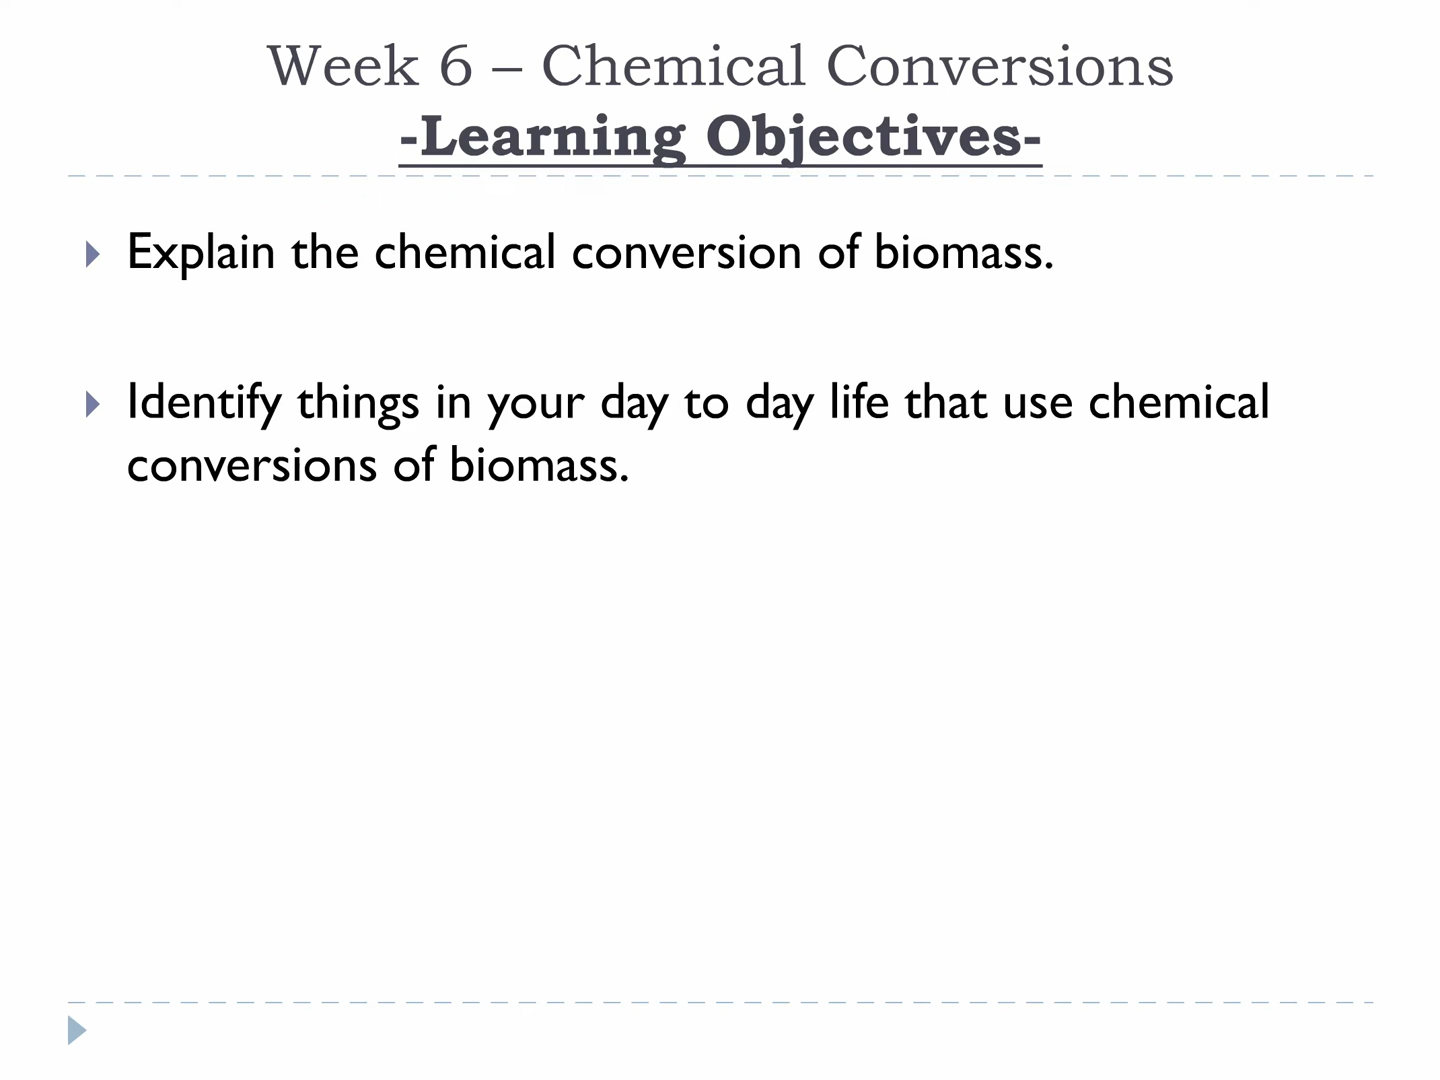 Week 6 – Chemical Conversions
-Learning Objectives-
Explain the chemical conversion of biomass.
Identify things in your day to day life that use chemical
conversions of biomass.